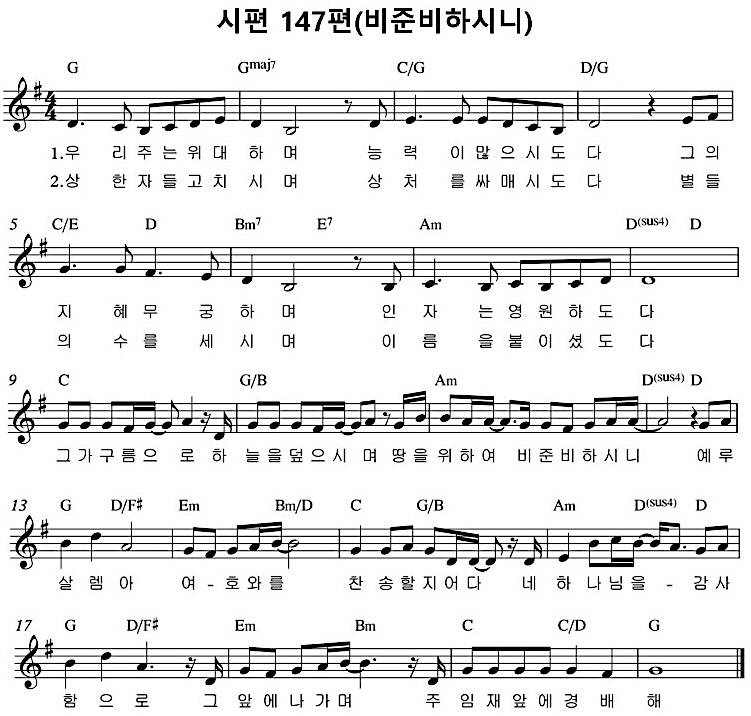 시편 147편(비준비하시니)
G Gmaj7 C/G D/G
4/4
1.우 리 주 는 위 대 하 며 능 력 이 많 으 시 도 다 그 의
2.상 한 자 들 고 치 시 며 상 처 를 싸 매 시 도 다 별 들
5 C/E D Bm7 E7 Am D(sus4) D
지 혜 무 궁 하 며 인 자 는 영 원 하 도 다
의 수 를 세 시 며 이 름 을 붙 이 셨 도 다
9 C G/B Am D(sus4) D
그 가 구 름 으 로 하 늘 을 덮 으 시 며 땅 을 위 하 여 비 준 비 하 시 니 예 루
13 G D/F# Em Bm/D C G/B Am D(sus4) D
살 렘 아 여 - 호 와 를 찬 송 할 지 어 다 네 하 나 님 을 - 감 사
17 G D/F# Em Bm C C/D G
함 으 로 그 앞 에 나 가 며 주 임 재 앞 에 경 배 해